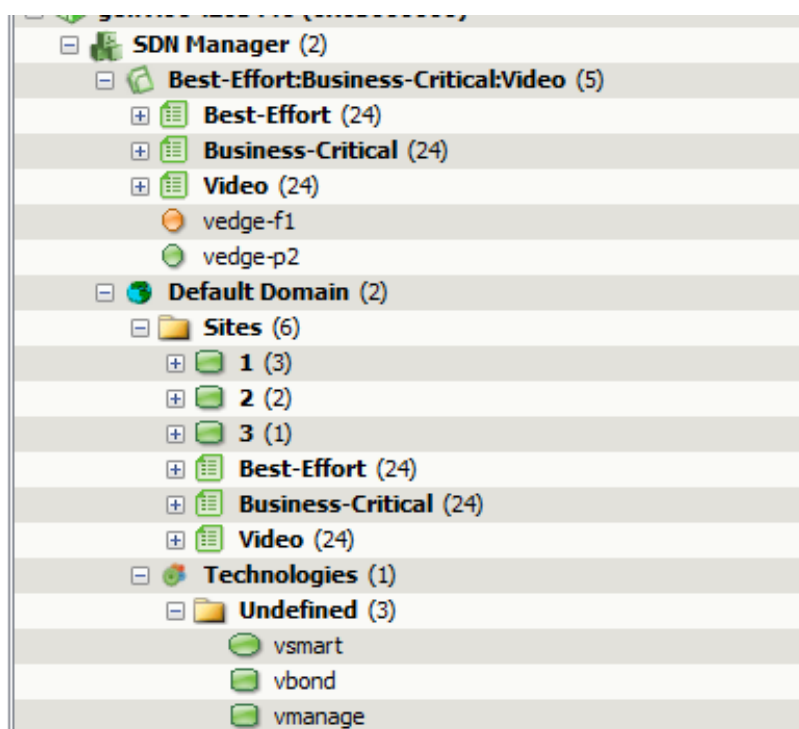 SDN Manager (2)
Best-Effort:Business-Critical:Video (5)
Best-Effort (24)
Business-Critical (24)
Video (24)
vedge-f1
vedge-p2
Default Domain (2)
Sites (6)
1 (3)
2 (2)
3 (1)
Best-Effort (24)
Business-Critical (24)
Video (24)
Technologies (1)
Undefined (3)
vsmart
vbond
vmanage